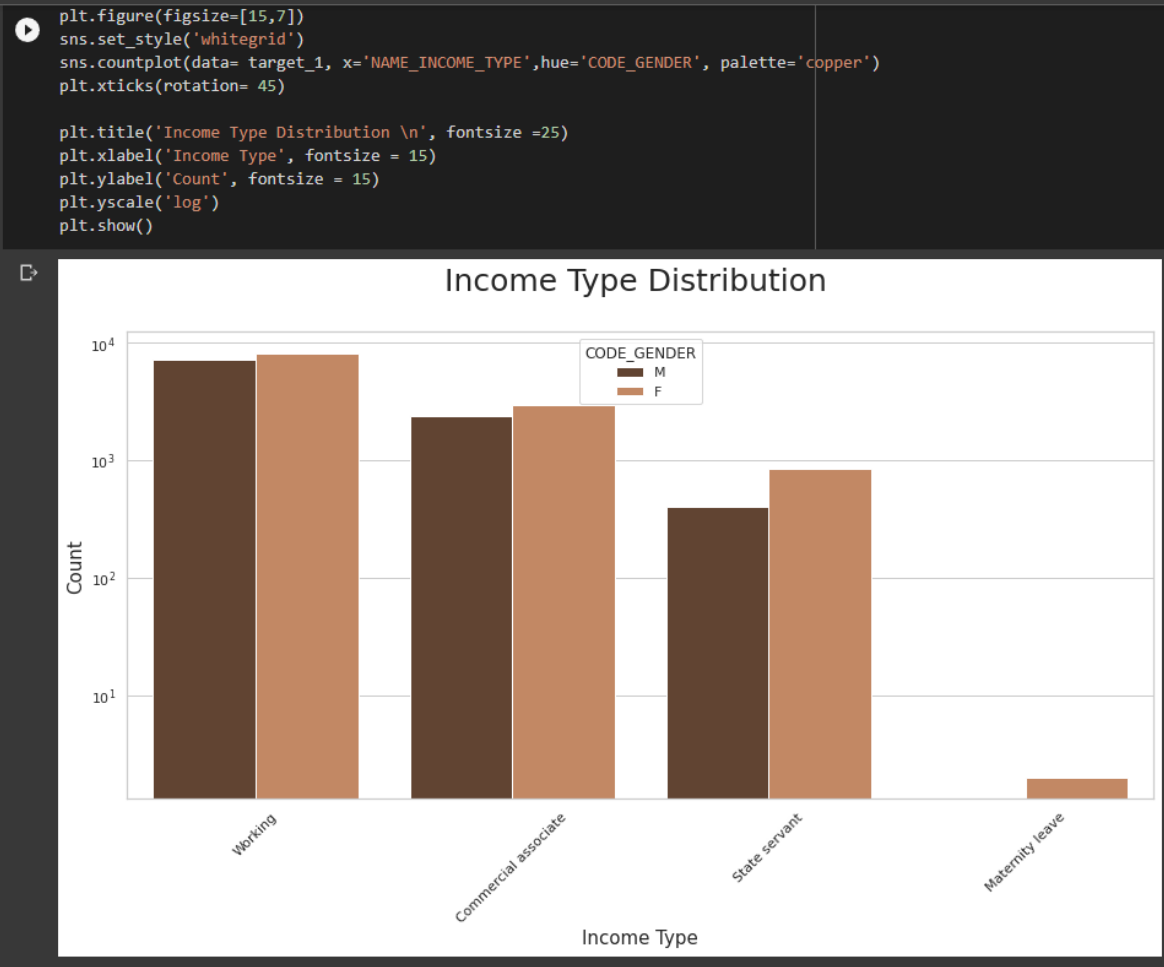 plt.figure(figsize=[15,7])
sns.set_style('whitegrid')
sns.countplot(data= target_1, x='NAME_INCOME_TYPE',hue='CODE_GENDER', palette='copper')
plt.xticks(rotation= 45)
plt.title('Income Type Distribution \n', fontsize =25)
plt.xlabel('Income Type', fontsize = 15)
plt.ylabel('Count', fontsize = 15)
plt.yscale('log')
plt.show()
Income Type Distribution
CODE_GENDER
M
F
10⁴
10³
10²
10¹
Count
Working
Commercial associate
State servant
Maternity leave
Income Type